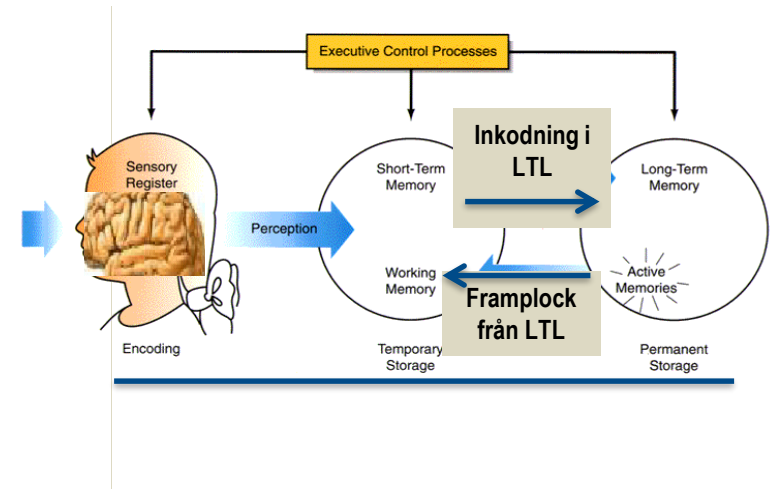 Executive Control Processes
Inkodning i
LTL
Sensory
Register
Short-Term
Memory
Long-Term
Memory
Perception
Working
Memory
Active
Memories
Framplock
från LTL
Encoding
Temporary
Storage
Permanent
Storage